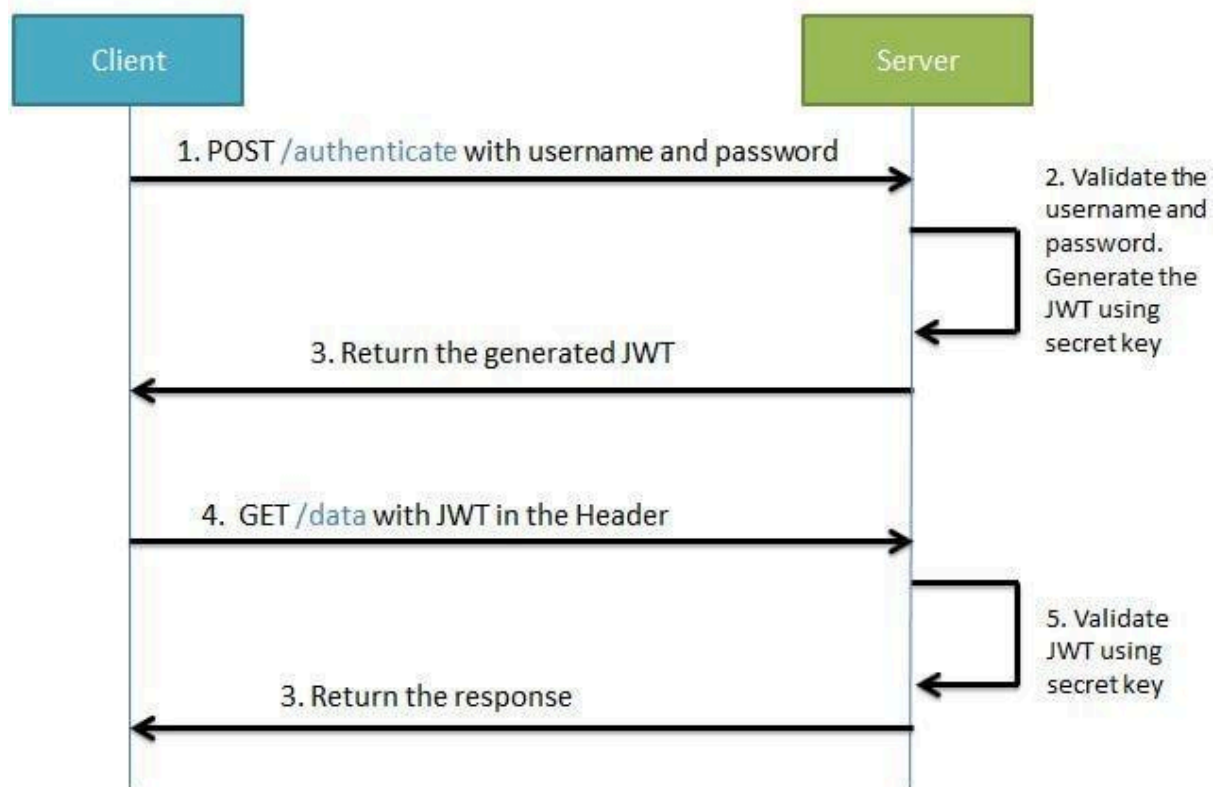 Client
Server
1. POST /authenticate with username and password
2. Validate the
username and
password.
Generate the
JWT using
secret key
3. Return the generated JWT
4. GET /data with JWT in the Header
5. Validate
JWT using
secret key
3. Return the response